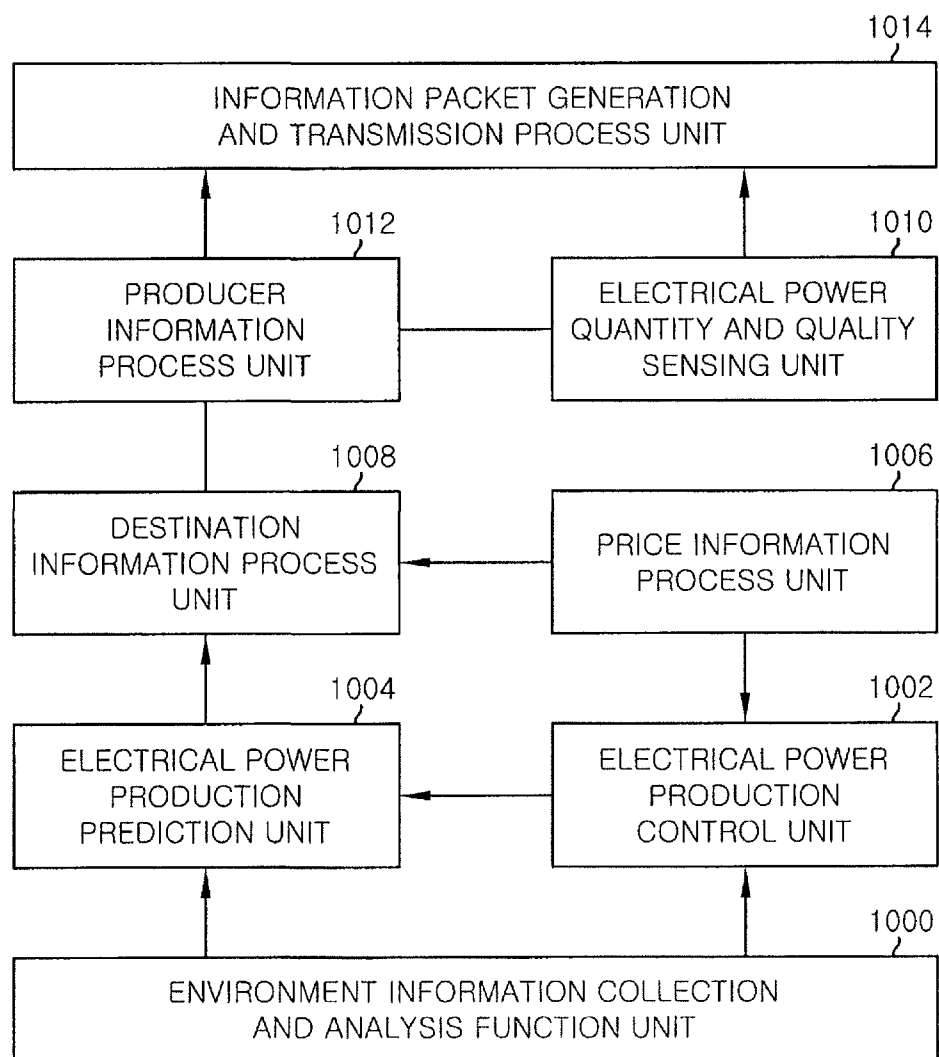 1014
INFORMATION PACKET GENERATION
AND TRANSMISSION PROCESS UNIT
1012
PRODUCER
INFORMATION
PROCESS UNIT
1010
ELECTRICAL POWER
QUANTITY AND QUALITY
SENSING UNIT
1008
DESTINATION
INFORMATION PROCESS
UNIT
1006
PRICE INFORMATION
PROCESS UNIT
1004
ELECTRICAL POWER
PRODUCTION
PREDICTION UNIT
1002
ELECTRICAL POWER
PRODUCTION
CONTROL UNIT
1000
ENVIRONMENT INFORMATION COLLECTION
AND ANALYSIS FUNCTION UNIT